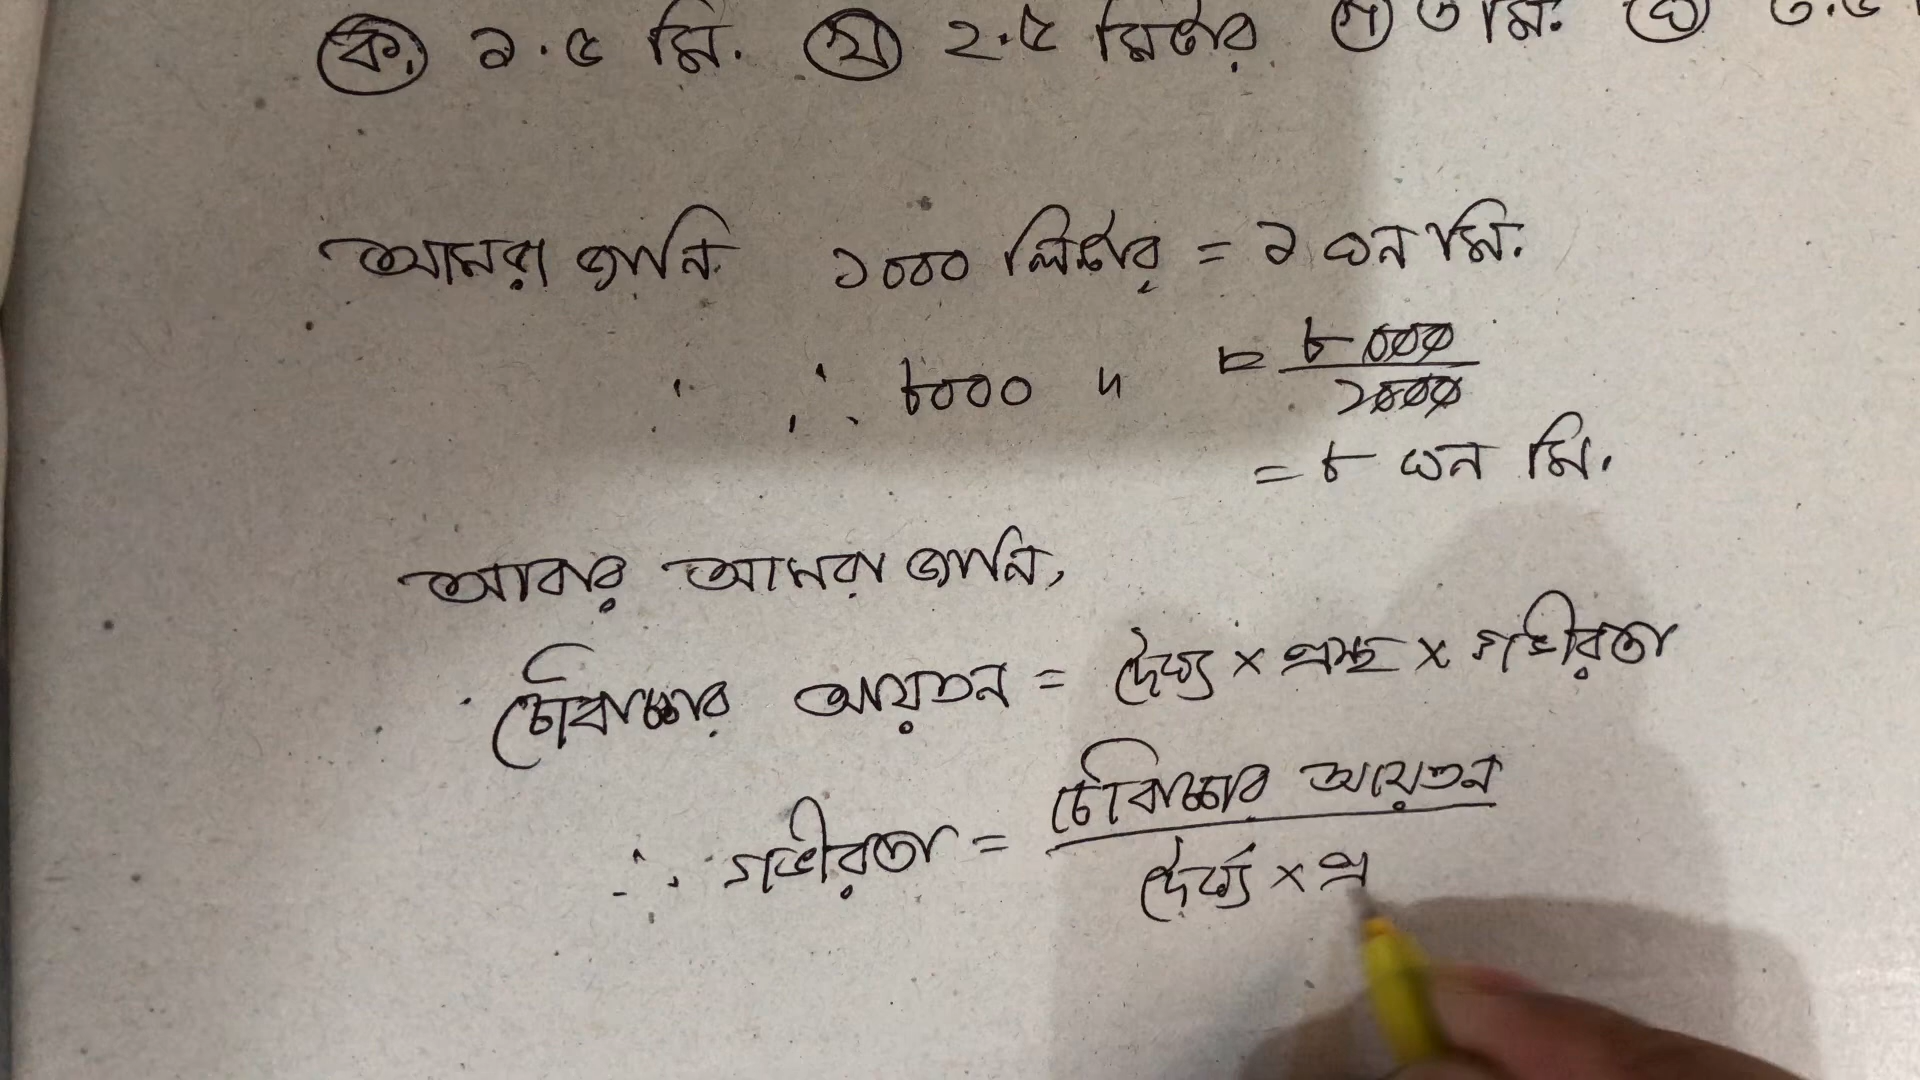 ক. ১.৫ মি. খ ২.৫ মিটার গ ৩ মি. ঘ
আমরা জানি ১০০০ লিটার = ১ ঘন মি.
∴ ৮০০০ " = ৮০০০/১০০০
= ৮ ঘন মি.
আবার আমরা জানি,
চৌবাচ্চার আয়তন = দৈর্ঘ্য × প্রস্থ × গভীরতা
∴ গভীরতা = চৌবাচ্চার আয়তন/দৈর্ঘ্য × প্র